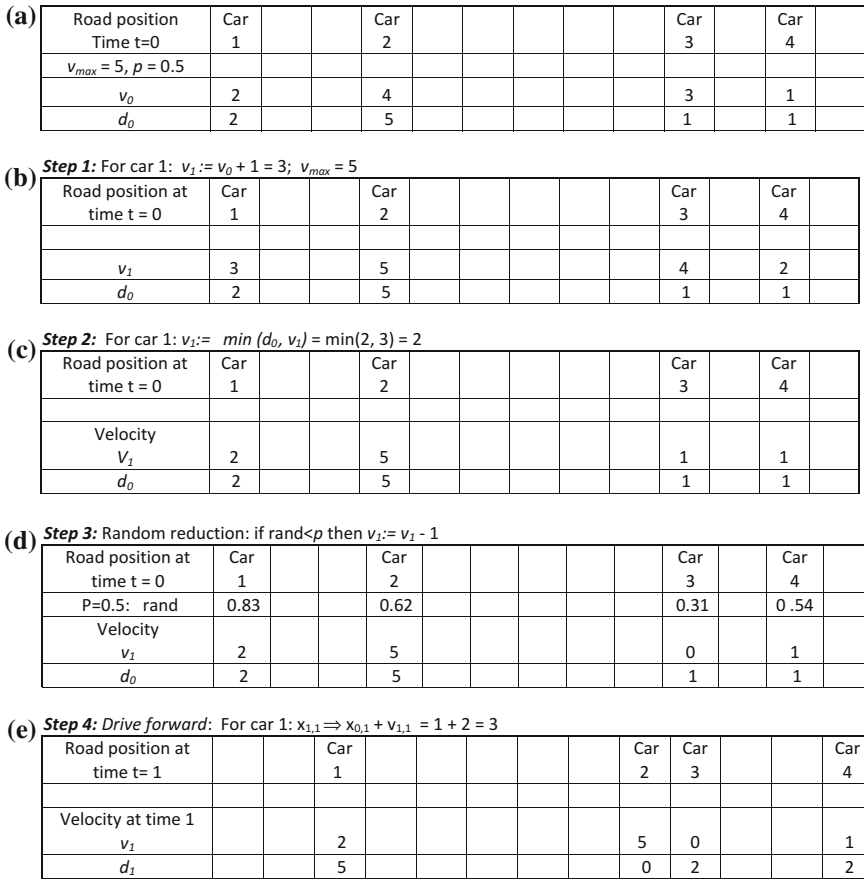 (a)
Road position Car Car Car Car
Time t=0 1 2 3 4
vmax = 5, p = 0.5
v0 2 4 3 1
d0 2 5 1 1
Step 1: For car 1: v1 := v0 + 1 = 3; vmax = 5
(b)
Road position at Car Car Car Car
time t = 0 1 2 3 4
v1 3 5 4 2
d0 2 5 1 1
Step 2: For car 1: v1:= min (d0, v1) = min(2, 3) = 2
(c)
Road position at Car Car Car Car
time t = 0 1 2 3 4
Velocity
V1 2 5 1 1
d0 2 5 1 1
Step 3: Random reduction: if rand<p then v1:= v1 - 1
(d)
Road position at Car Car Car Car
time t = 0 1 2 3 4
P=0.5: rand 0.83 0.62 0.31 0 .54
Velocity
v1 2 5 0 1
d0 2 5 1 1
Step 4: Drive forward: For car 1: x1,1 ⇒ x0,1 + v1,1 = 1 + 2 = 3
(e)
Road position at Car Car Car Car
time t= 1 1 2 3 4
Velocity at time 1
v1 2 5 0 1
d1 5 0 2 2